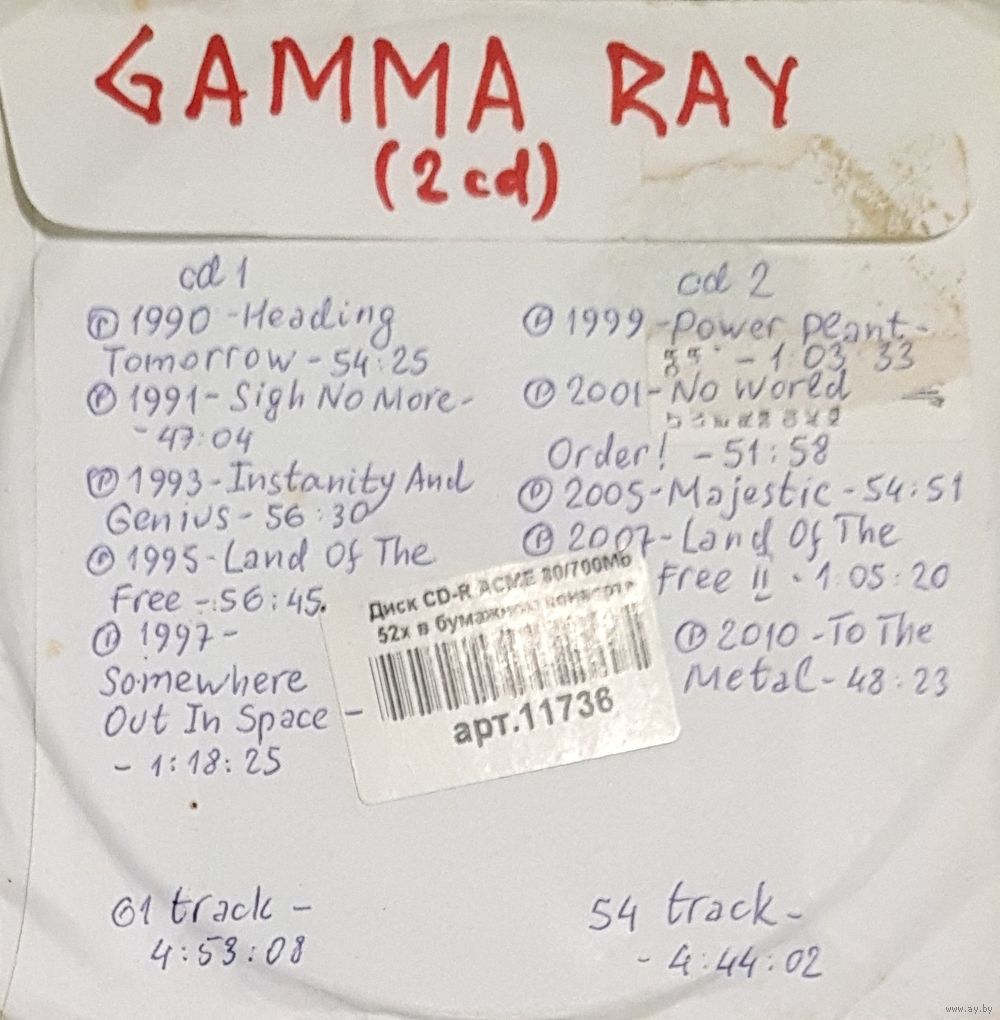 GAMMA RAY
(2cd)
cd 1
Ⓟ 1990 - Heading
Tomorrow - 54:25
Ⓟ 1991 - Sigh No More -
- 47:04
Ⓟ 1993 - Instanity And
Genius - 56:30
Ⓟ 1995 - Land Of The
Free - 56:45.
Ⓟ 1997 -
Somewhere
Out In Space -
- 1:18:25
61 track -
4:53:08
cd 2
Ⓟ 1999 - Power Plant -
- 1:03:33
Ⓟ 2001 - No World
Order! - 51:58
Ⓟ 2005 - Majestic - 54:51
Ⓟ 2007 - Land Of The
Free II - 1:05:20
Ⓟ 2010 - To The
Metal - 48:23
54 track -
- 4:44:02
Диск CD-R ACME 80/700Mb
52x в бумажном конверте
арт.11736
www.ay.by